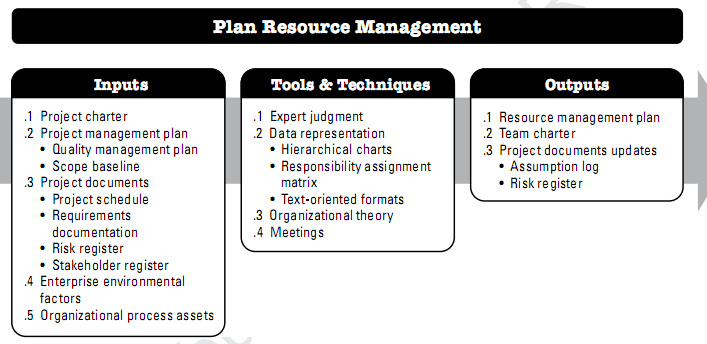 Plan Resource Management
Inputs
.1 Project charter
.2 Project management plan
• Quality management plan
• Scope baseline
.3 Project documents
• Project schedule
• Requirements
documentation
• Risk register
• Stakeholder register
.4 Enterprise environmental
factors
.5 Organizational process assets
Tools & Techniques
.1 Expert judgment
.2 Data representation
• Hierarchical charts
• Responsibility assignment
matrix
• Text-oriented formats
.3 Organizational theory
.4 Meetings
Outputs
.1 Resource management plan
.2 Team charter
.3 Project documents updates
• Assumption log
• Risk register